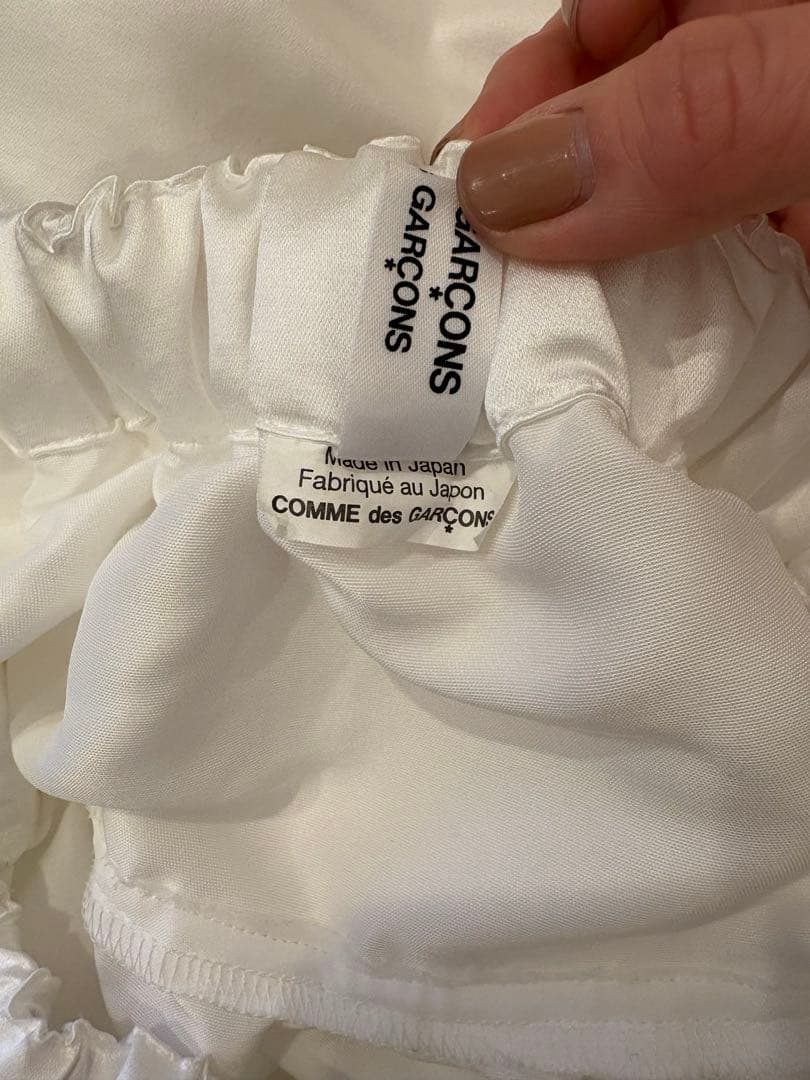 GARÇONS
GARÇONS
Made in Japan
Fabriqué au Japon
COMME des GARÇONS